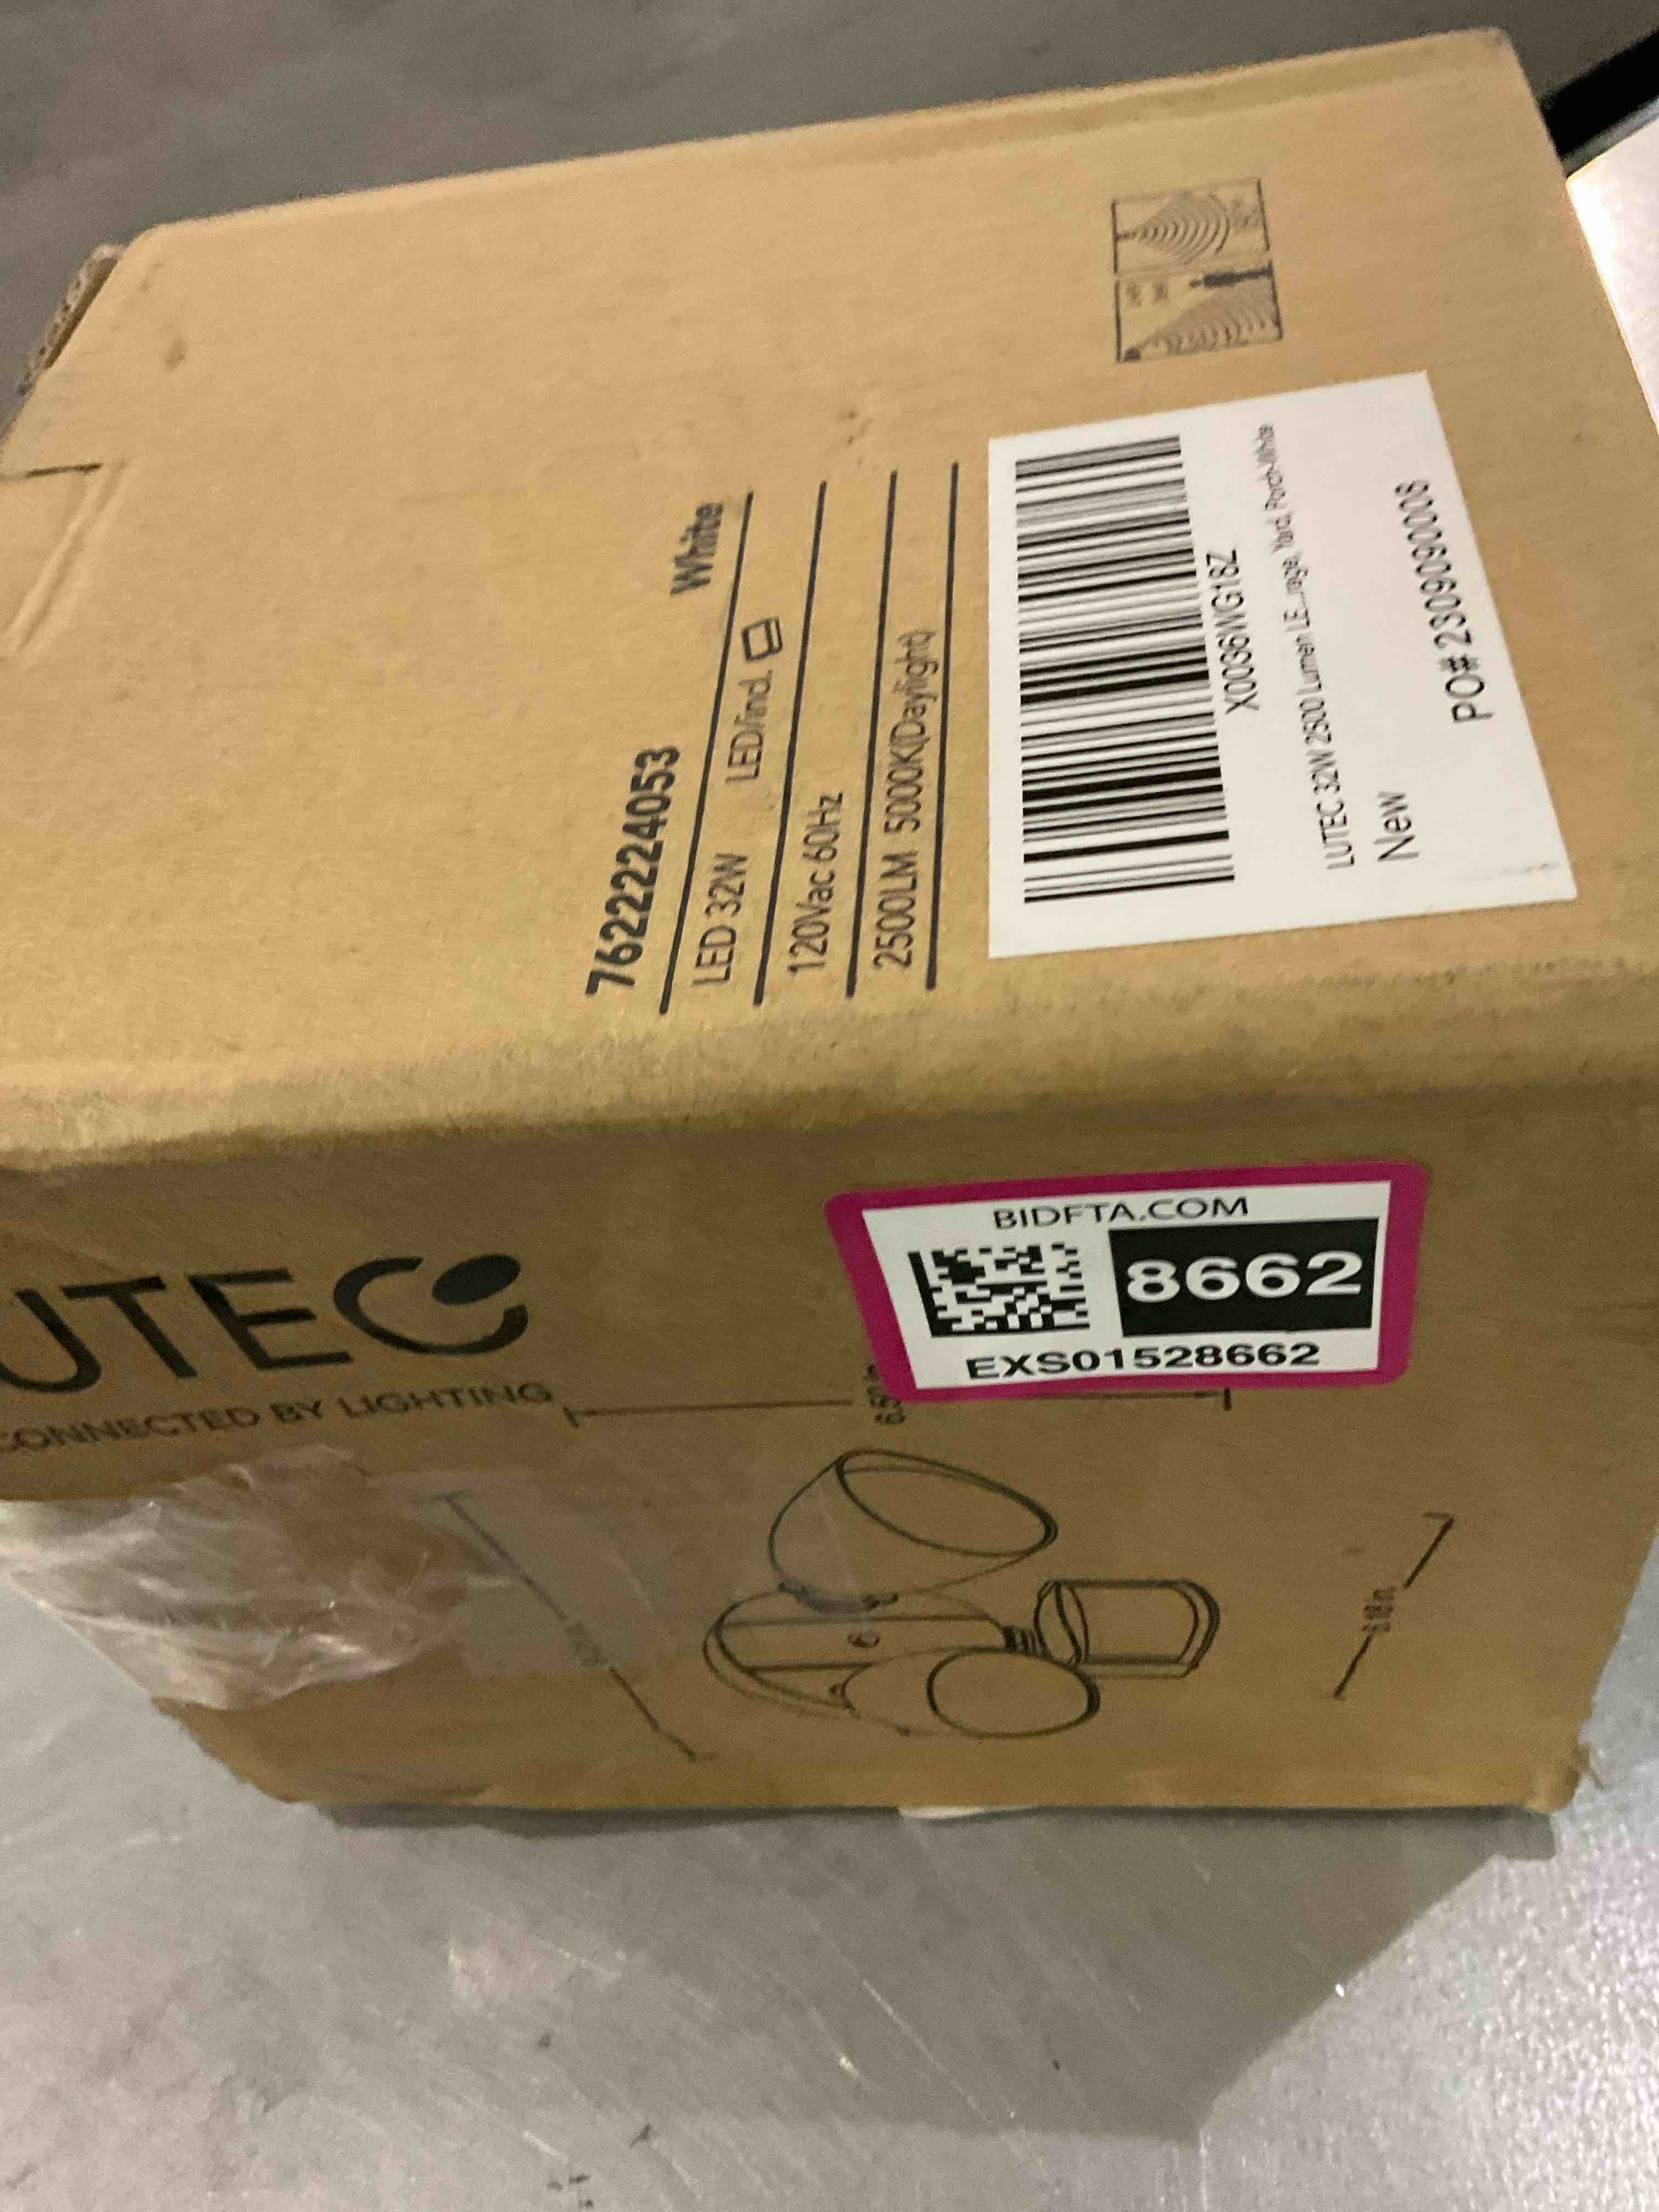 7622224053 White
LED 32W LED/incl.
120Vac 60Hz
2500LM 5000K(Daylight)
X0036WG18Z
LUTEC 32W 2500 Lumen LE...rage, Yard, Porch-White
New
PO#2309090008
UTEC
CONNECTED BY LIGHTING
BIDFTA.COM
8662
EXS01528662